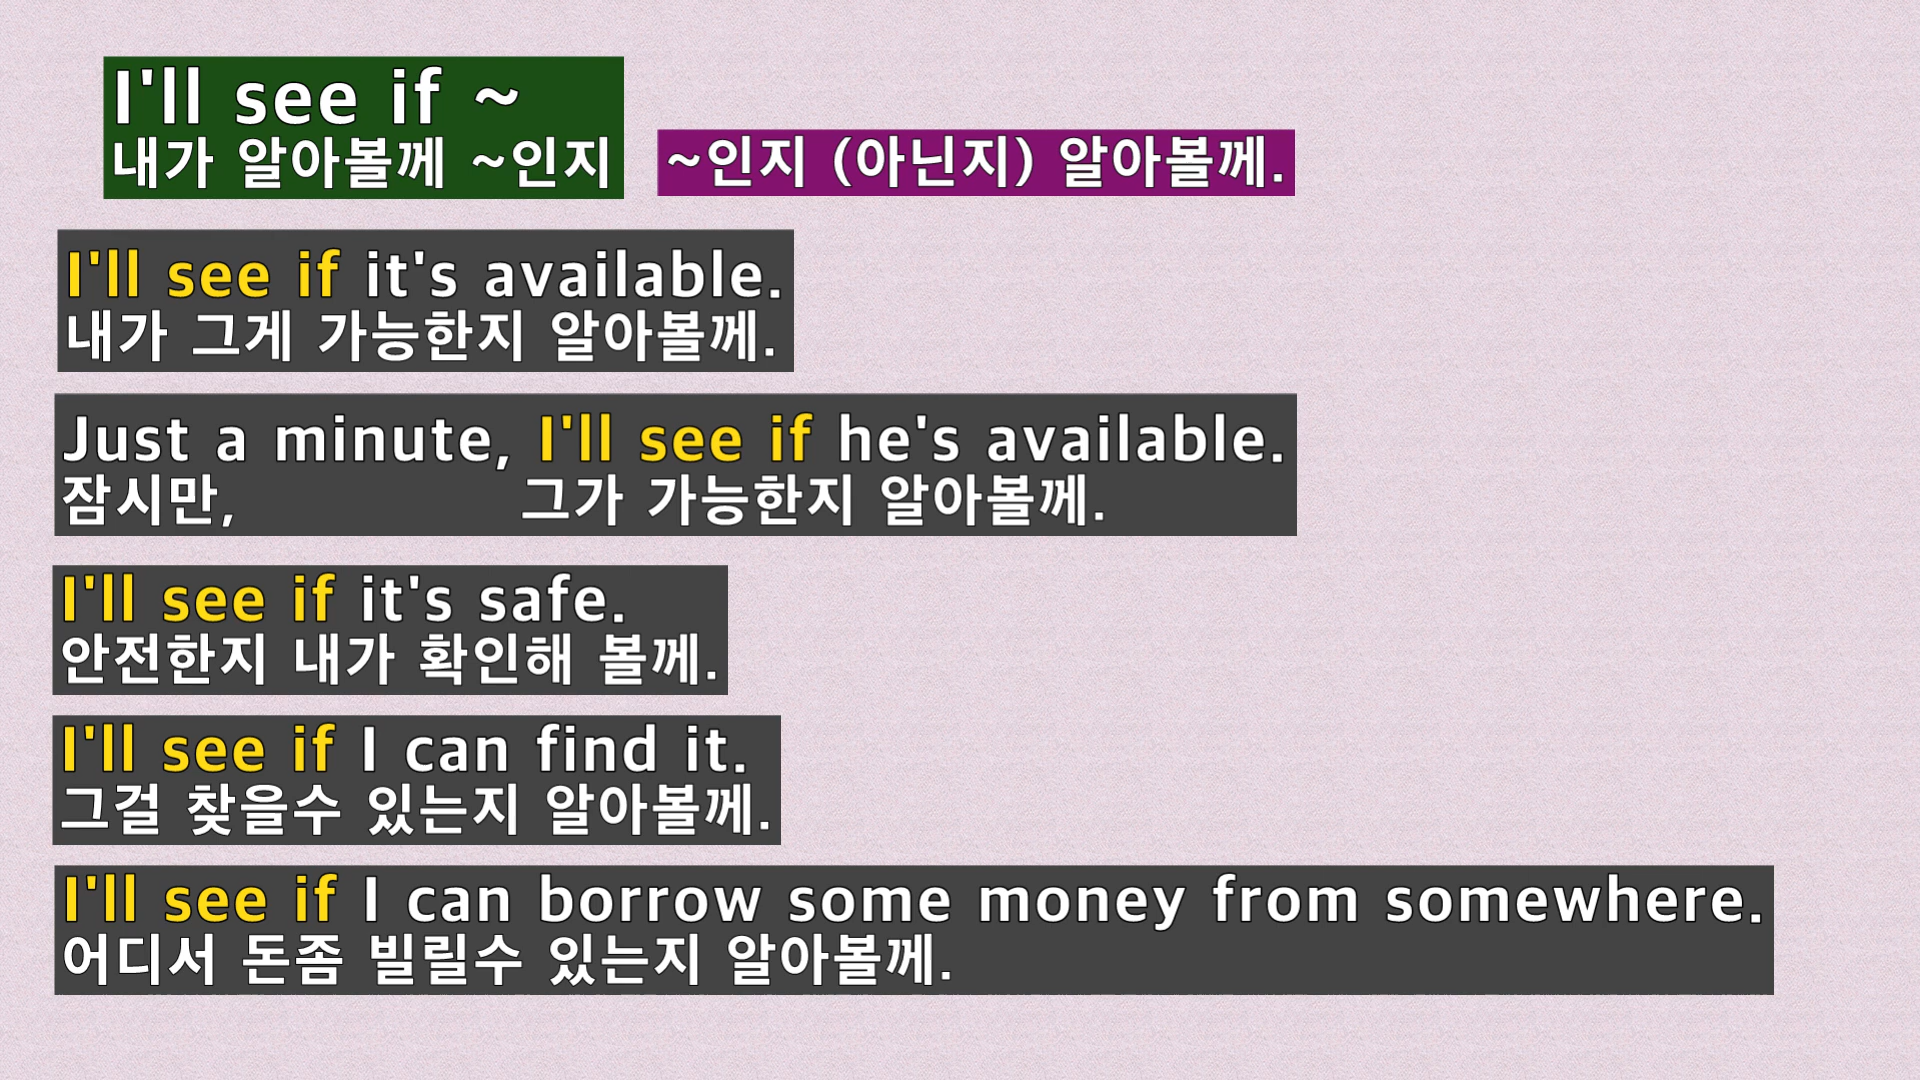 I'll see if ~
내가 알아볼께 ~인지
~인지 (아닌지) 알아볼께.
I'll see if it's available.
내가 그게 가능한지 알아볼께.
Just a minute, I'll see if he's available.
잠시만, 그가 가능한지 알아볼께.
I'll see if it's safe.
안전한지 내가 확인해 볼께.
I'll see if I can find it.
그걸 찾을수 있는지 알아볼께.
I'll see if I can borrow some money from somewhere.
어디서 돈좀 빌릴수 있는지 알아볼께.